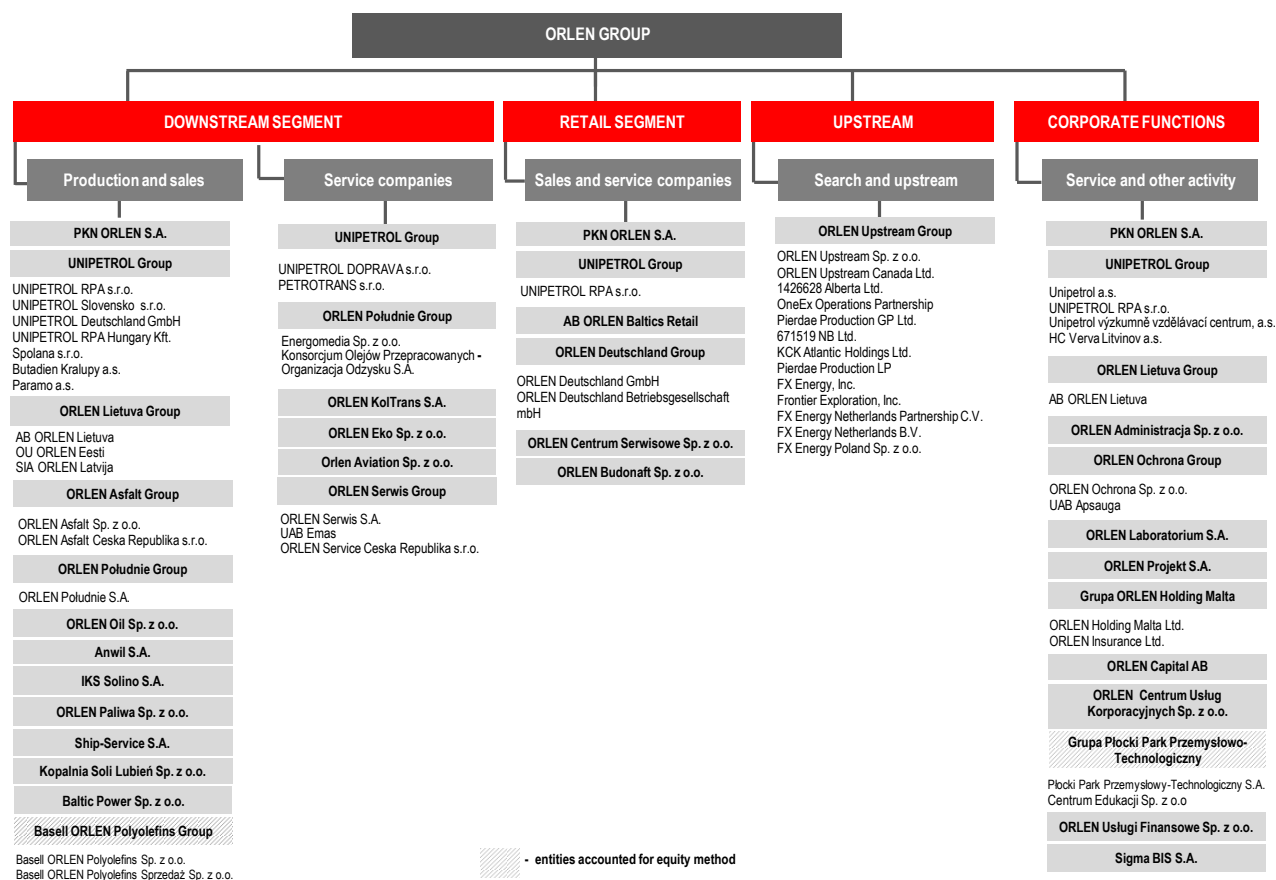 ORLEN GROUP
DOWNSTREAM SEGMENT
Production and sales
PKN ORLEN S.A.
UNIPETROL Group
UNIPETROL RPA s.r.o.
UNIPETROL Slovensko s.r.o.
UNIPETROL Deutschland GmbH
UNIPETROL RPA Hungary Kft.
Spolana s.r.o.
Butadien Kralupy a.s.
Paramo a.s.
ORLEN Lietuva Group
AB ORLEN Lietuva
OU ORLEN Eesti
SIA ORLEN Latvija
ORLEN Asfalt Group
ORLEN Asfalt Sp. z o.o.
ORLEN Asfalt Ceska Republika s.r.o.
ORLEN Południe Group
ORLEN Południe S.A.
ORLEN Oil Sp. z o.o.
Anwil S.A.
IKS Solino S.A.
ORLEN Paliwa Sp. z o.o.
Ship-Service S.A.
Kopalnia Soli Lubień Sp. z o.o.
Baltic Power Sp. z o.o.
Basell ORLEN Polyolefins Group
Basell ORLEN Polyolefins Sp. z o.o.
Basell ORLEN Polyolefins Sprzedaż Sp. z o.o.
Service companies
UNIPETROL Group
UNIPETROL DOPRAVA s.r.o.
PETROTRANS s.r.o.
ORLEN Południe Group
Energomedia Sp. z o.o.
Konsorcjum Olejów Przepracowanych -
Organizacja Odzysku S.A.
ORLEN KolTrans S.A.
ORLEN Eko Sp. z o.o.
Orlen Aviation Sp. z o.o.
ORLEN Serwis Group
ORLEN Serwis S.A.
UAB Emas
ORLEN Service Ceska Republika s.r.o.
RETAIL SEGMENT
Sales and service companies
PKN ORLEN S.A.
UNIPETROL Group
UNIPETROL RPA s.r.o.
AB ORLEN Baltics Retail
ORLEN Deutschland Group
ORLEN Deutschland GmbH
ORLEN Deutschland Betriebsgesellschaft
mbH
ORLEN Centrum Serwisowe Sp. z o.o.
ORLEN Budonaft Sp. z o.o.
UPSTREAM
Search and upstream
ORLEN Upstream Group
ORLEN Upstream Sp. z o.o.
ORLEN Upstream Canada Ltd.
1426628 Alberta Ltd.
OneEx Operations Partnership
Pierdae Production GP Ltd.
671519 NB Ltd.
KCK Atlantic Holdings Ltd.
Pierdae Production LP
FX Energy, Inc.
Frontier Exploration, Inc.
FX Energy Netherlands Partnership C.V.
FX Energy Netherlands B.V.
FX Energy Poland Sp. z o.o.
CORPORATE FUNCTIONS
Service and other activity
PKN ORLEN S.A.
UNIPETROL Group
Unipetrol a.s.
UNIPETROL RPA s.r.o.
Unipetrol výzkumně vzdělávací centrum, a.s.
HC Verva Litvinov a.s.
ORLEN Lietuva Group
AB ORLEN Lietuva
ORLEN Administracja Sp. z o.o.
ORLEN Ochrona Group
ORLEN Ochrona Sp. z o.o.
UAB Apsauga
ORLEN Laboratorium S.A.
ORLEN Projekt S.A.
Grupa ORLEN Holding Malta
ORLEN Holding Malta Ltd.
ORLEN Insurance Ltd.
ORLEN Capital AB
ORLEN Centrum Usług
Korporacyjnych Sp. z o.o.
Grupa Płocki Park Przemysłowo-
Technologiczny
Płocki Park Przemysłowy-Technologiczny S.A.
Centrum Edukacji Sp. z o.o
ORLEN Usługi Finansowe Sp. z o.o.
Sigma BIS S.A.
- entities accounted for equity method